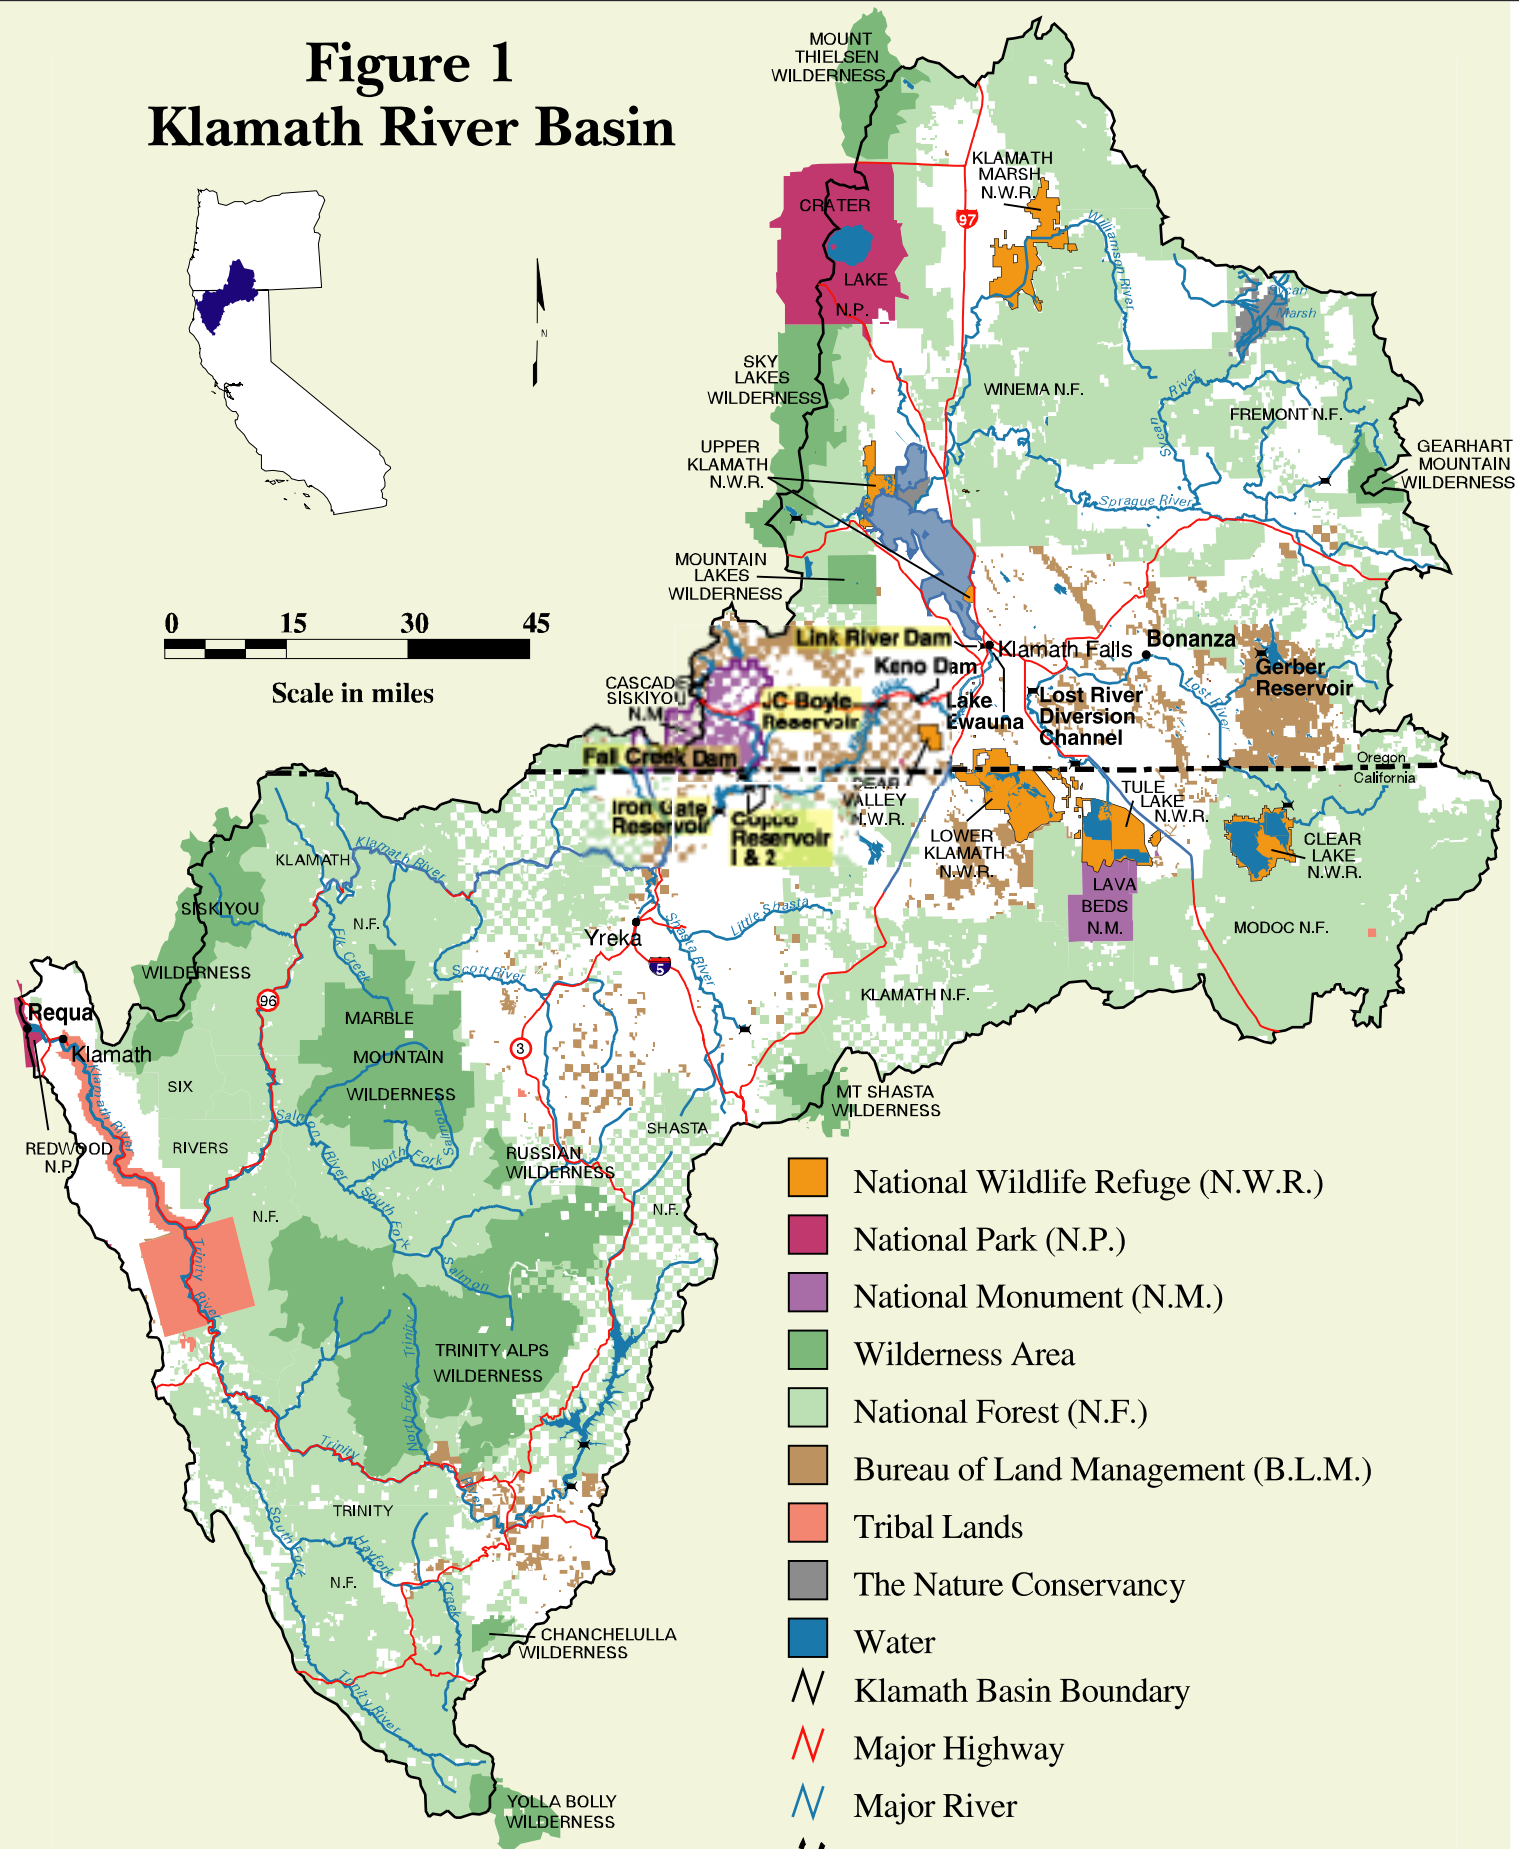 Figure 1
Klamath River Basin
MOUNT
THIELSEN
WILDERNESS
KLAMATH
MARSH
N.W.R.
CRATER
LAKE
N.P.
97
Williamson River
Sycan
Marsh
N
SKY
LAKES
WILDERNESS
WINEMA N.F.
Sycan River
FREMONT N.F.
UPPER
KLAMATH
N.W.R.
GEARHART
MOUNTAIN
WILDERNESS
Sprague River
MOUNTAIN
LAKES
WILDERNESS
0 15 30 45
Scale in miles
Link River Dam
Klamath Falls
Bonanza
Keno Dam
Gerber
Reservoir
CASCADE
SISKIYOU
N.M.
JC Boyle
Reservoir
River
Lake
Ewauna
Lost River
Diversion
Channel
Lost River
Fall Creek Dam
Oregon
California
Iron Gate
Reservoir
Copco
Reservoir
I & 2
BEAR
VALLEY
N.W.R.
TULE
LAKE
N.W.R.
LOWER
KLAMATH
N.W.R.
CLEAR
LAKE
N.W.R.
KLAMATH
Klamath River
LAVA
BEDS
N.M.
SISKIYOU
N.F.
Elk Creek
Yreka
Little Shasta
Shasta River
MODOC N.F.
WILDERNESS
Scott River
5
96
KLAMATH N.F.
Requa
Klamath
MARBLE
MOUNTAIN
WILDERNESS
3
SIX
Klamath River
MT SHASTA
WILDERNESS
Salmon River
SHASTA
REDWOOD
N.P.
RIVERS
North Fork
Salmon
RUSSIAN
WILDERNESS
N.F.
South Fork
Salmon
N.F.
Trinity River
TRINITY ALPS
WILDERNESS
North Fork Trinity
Trinity
River
TRINITY
South Fork
Hayfork
Creek
N.F.
CHANCHELULLA
WILDERNESS
Trinity River
YOLLA BOLLY
WILDERNESS
National Wildlife Refuge (N.W.R.)
National Park (N.P.)
National Monument (N.M.)
Wilderness Area
National Forest (N.F.)
Bureau of Land Management (B.L.M.)
Tribal Lands
The Nature Conservancy
Water
Klamath Basin Boundary
Major Highway
Major River